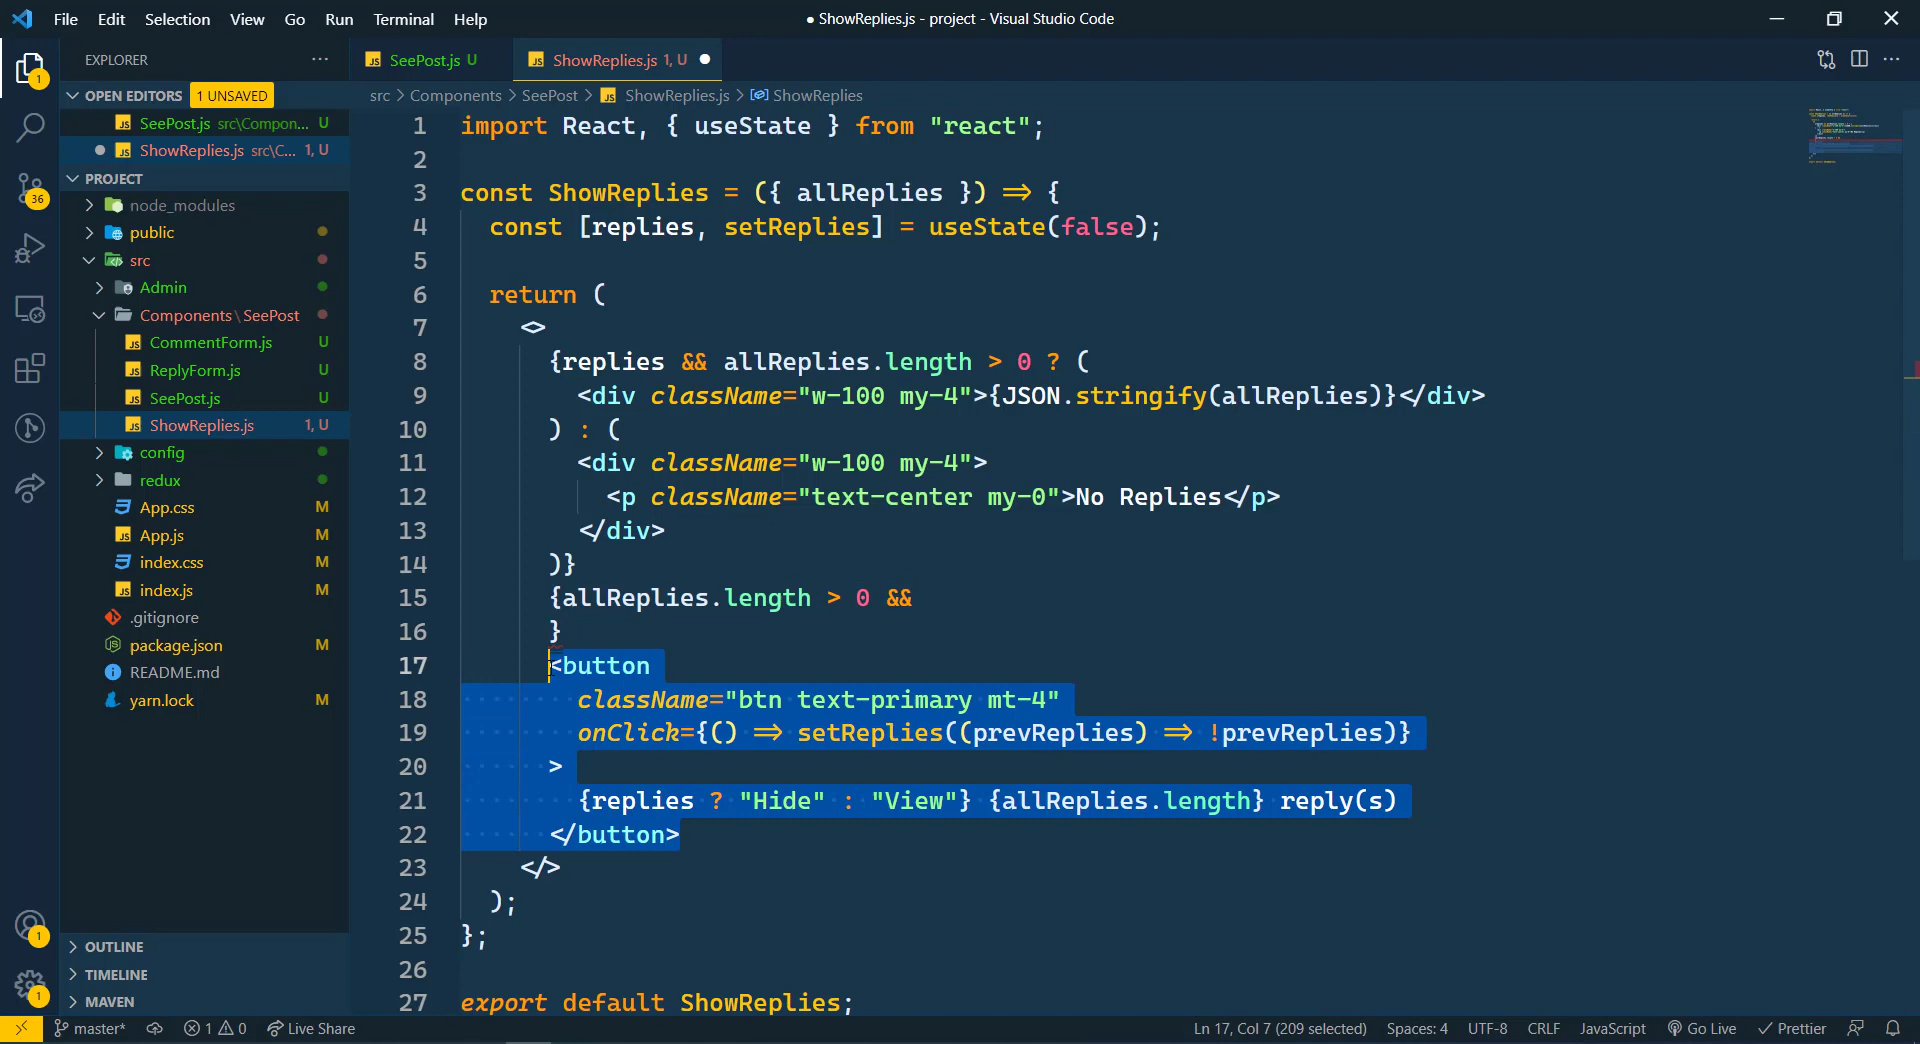 File Edit Selection View Go Run Terminal Help
● ShowReplies.js - project - Visual Studio Code
EXPLORER ...
SeePost.js U
ShowReplies.js 1, U ●
OPEN EDITORS 1 UNSAVED
SeePost.js src\Compon... U
● ShowReplies.js src\C... 1, U
PROJECT
node_modules
public
src
Admin
Components\SeePost
CommentForm.js U
ReplyForm.js U
SeePost.js U
ShowReplies.js 1, U
config
redux
App.css M
App.js M
index.css M
index.js M
.gitignore
package.json M
README.md
yarn.lock M
OUTLINE
TIMELINE
MAVEN
1
36
1
1
src > Components > SeePost > JS ShowReplies.js > ShowReplies
1 import React, { useState } from "react";
2
3 const ShowReplies = ({ allReplies }) => {
4 const [replies, setReplies] = useState(false);
5
6 return (
7 <>
8 {replies && allReplies.length > 0 ? (
9 <div className="w-100 my-4">{JSON.stringify(allReplies)}</div>
10 ) : (
11 <div className="w-100 my-4">
12 <p className="text-center my-0">No Replies</p>
13 </div>
14 )}
15 {allReplies.length > 0 &&
16 }
17 <button
18 className="btn text-primary mt-4"
19 onClick={() => setReplies((prevReplies) => !prevReplies)}
20 >
21 {replies ? "Hide" : "View"} {allReplies.length} reply(s)
22 </button>
23 </>
24 );
25 };
26
27 export default ShowReplies;
master* 1 0 Live Share
Ln 17, Col 7 (209 selected) Spaces: 4 UTF-8 CRLF JavaScript Go Live Prettier